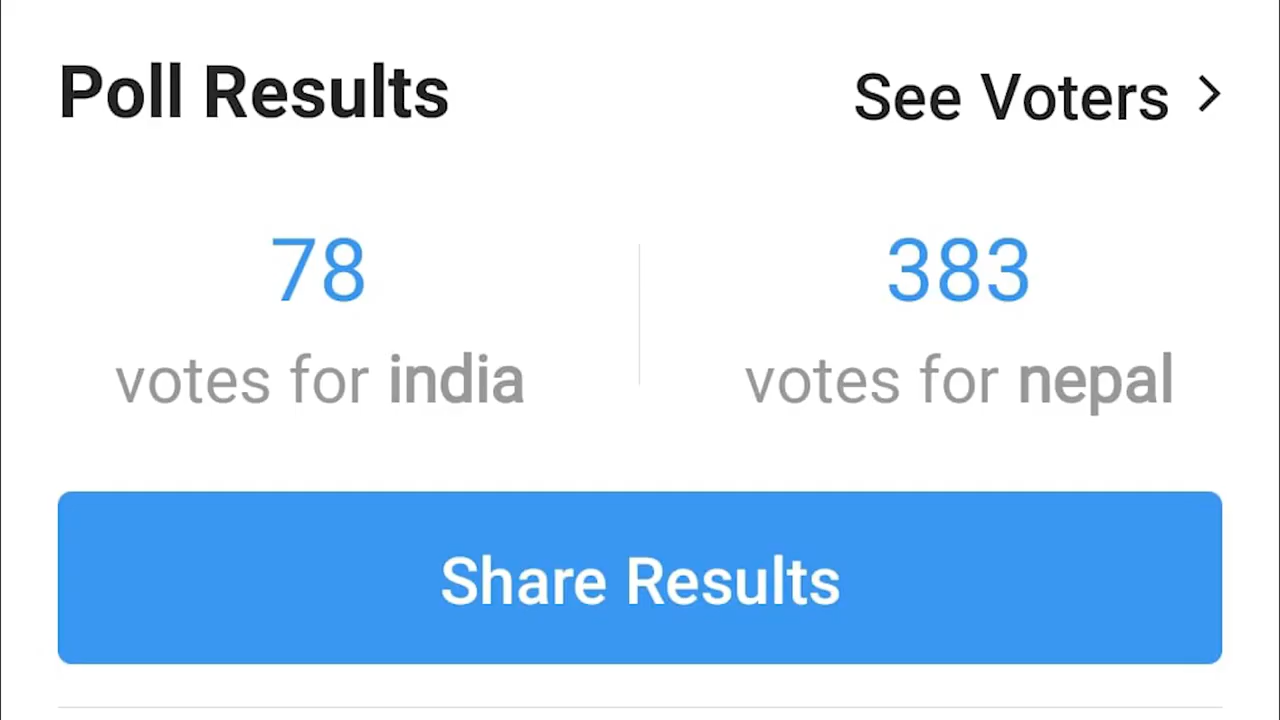 Poll Results
See Voters
78
votes for india
383
votes for nepal
Share Results